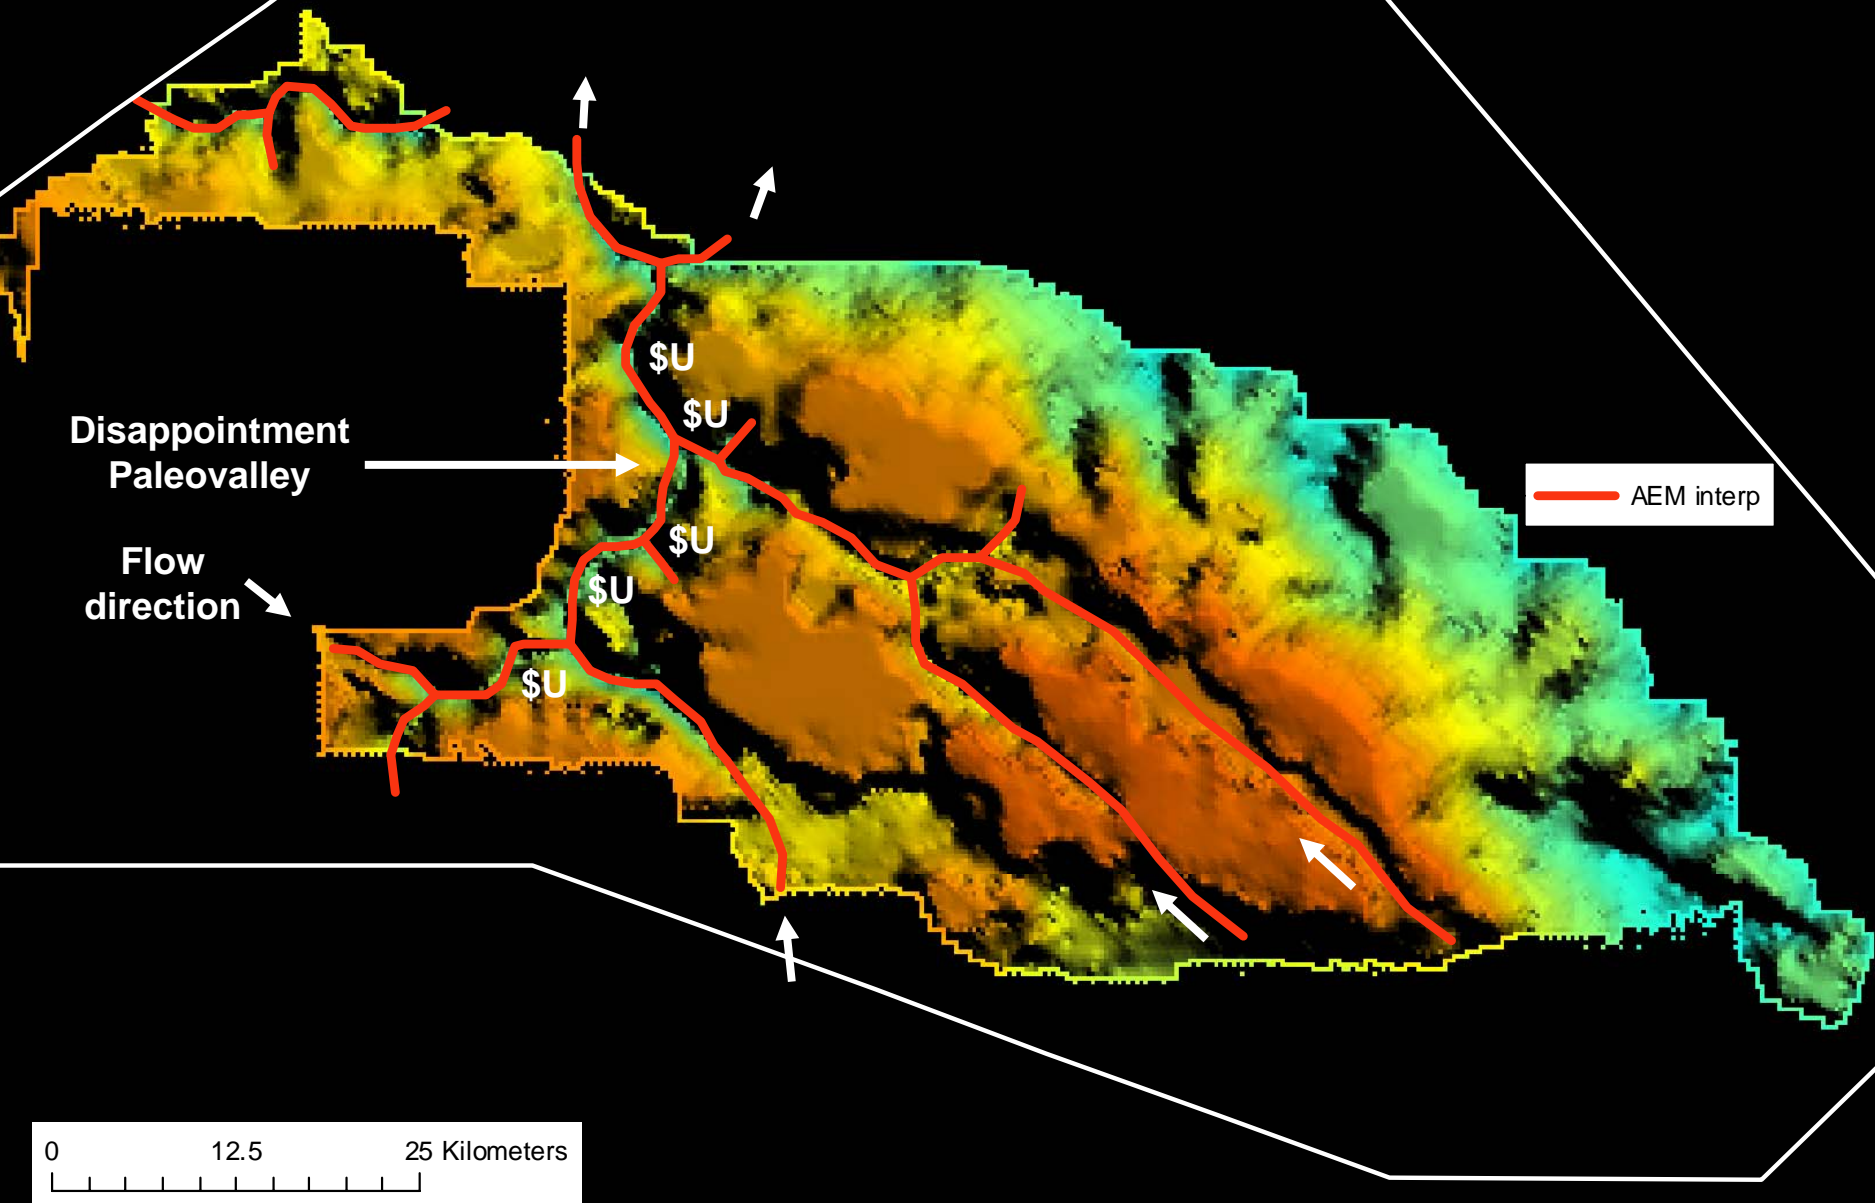 $U
$U
Disappointment
Paleovalley
AEM interp
$U
Flow
direction
$U
$U
0 12.5 25 Kilometers